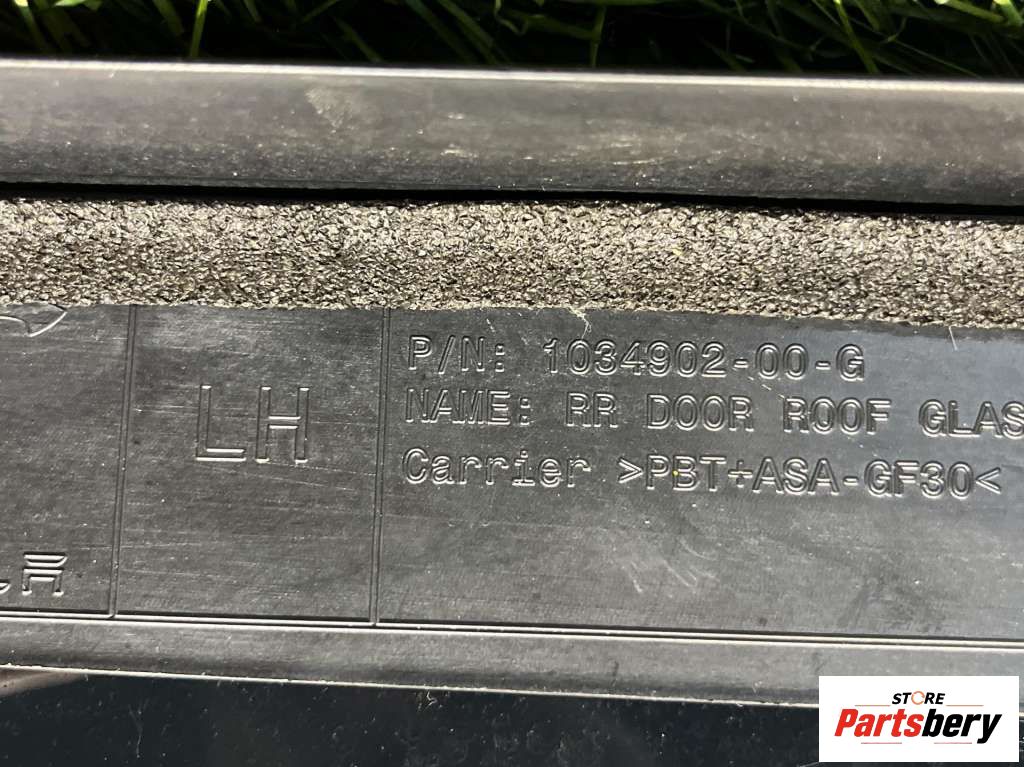 LH
P/N: 1034902-00-G
NAME: RR DOOR ROOF GLAS
Carrier >PBT+ASA-GF30<
STORE
Partsbery